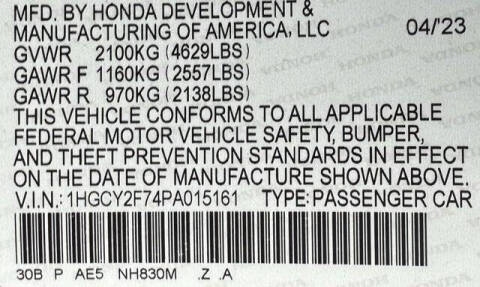 MFD. BY HONDA DEVELOPMENT &
MANUFACTURING OF AMERICA, LLC 04/'23
GVWR 2100KG (4629LBS)
GAWR F 1160KG (2557LBS)
GAWR R 970KG (2138LBS)
THIS VEHICLE CONFORMS TO ALL APPLICABLE
FEDERAL MOTOR VEHICLE SAFETY, BUMPER,
AND THEFT PREVENTION STANDARDS IN EFFECT
ON THE DATE OF MANUFACTURE SHOWN ABOVE.
V.I.N.: 1HGCY2F74PA015161 TYPE: PASSENGER CAR
30B P AE5 NH830M .Z .A